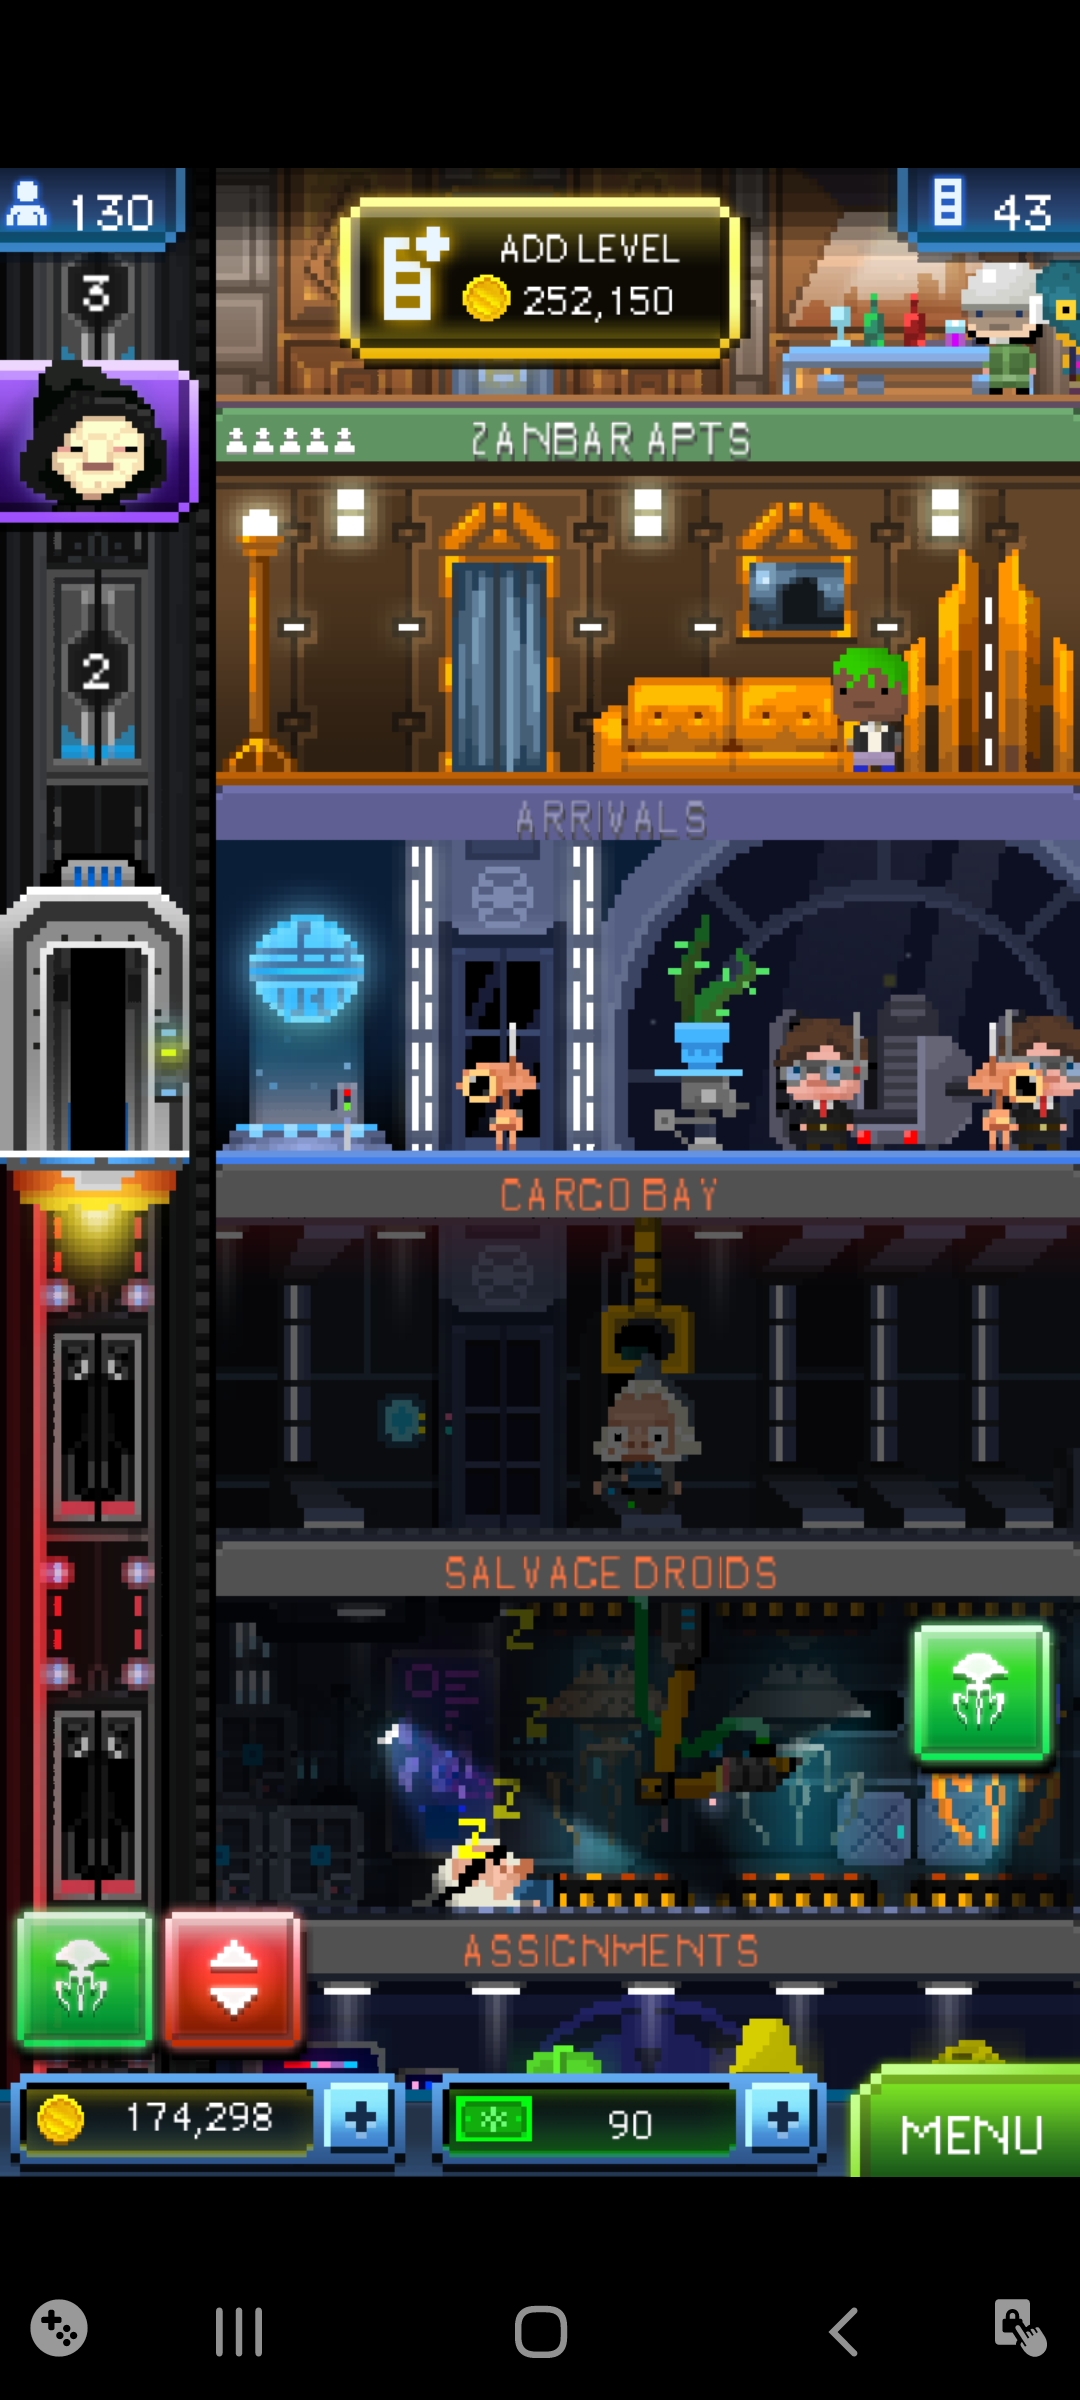 130
ADD LEVEL
252,150
43
3
ZANBAR APTS
2
ARRIVALS
CARGO BAY
SALVAGE DROIDS
Z
Z
Z
Z
ASSIGNMENTS
174,298
90
MENU